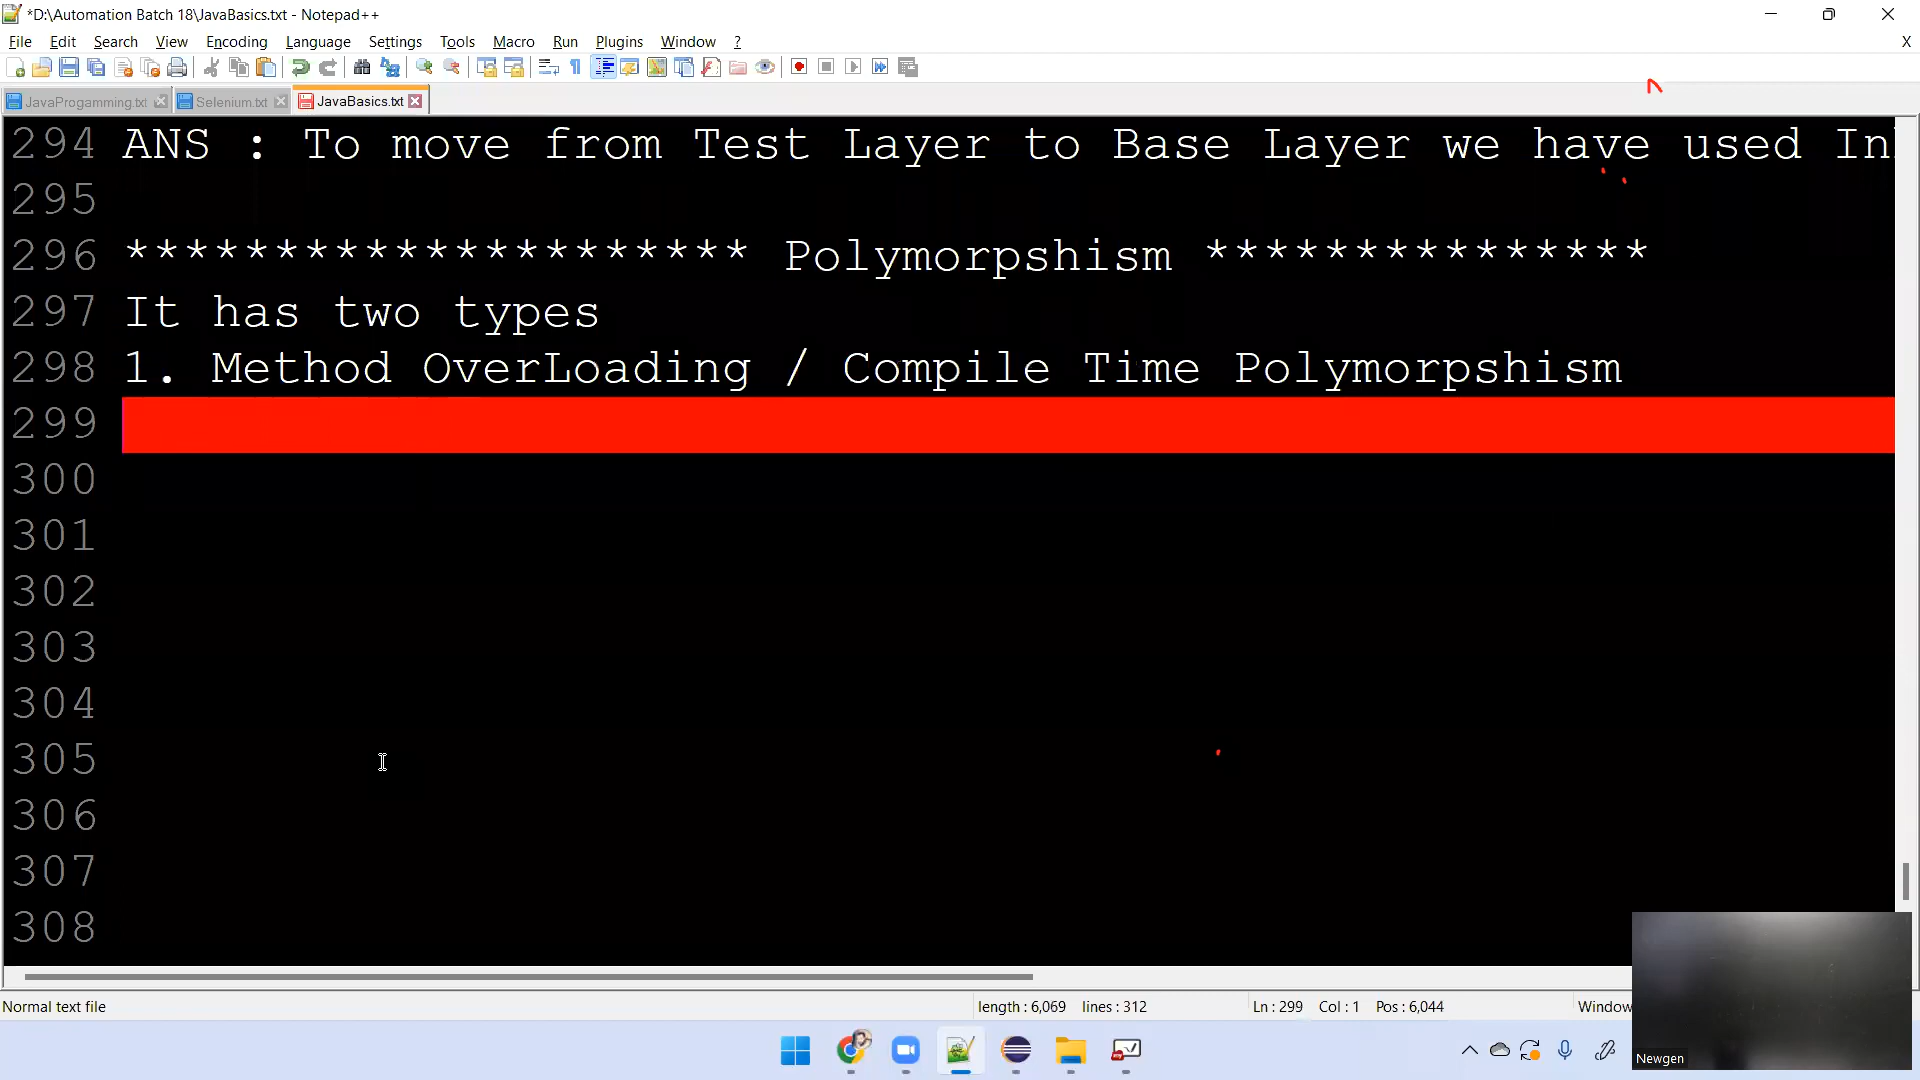 *D:\Automation Batch 18\JavaBasics.txt - Notepad++
File Edit Search View Encoding Language Settings Tools Macro Run Plugins Window ? X
JavaProgamming.txt Selenium.txt JavaBasics.txt
294 ANS : To move from Test Layer to Base Layer we have used In
295
296 ********************* Polymorpshism ***************
297 It has two types
298 1. Method OverLoading / Compile Time Polymorpshism
299
300
301
302
303
304
305
306
307
308
Normal text file length : 6,069 lines : 312 Ln : 299 Col : 1 Pos : 6,044 Window
Newgen